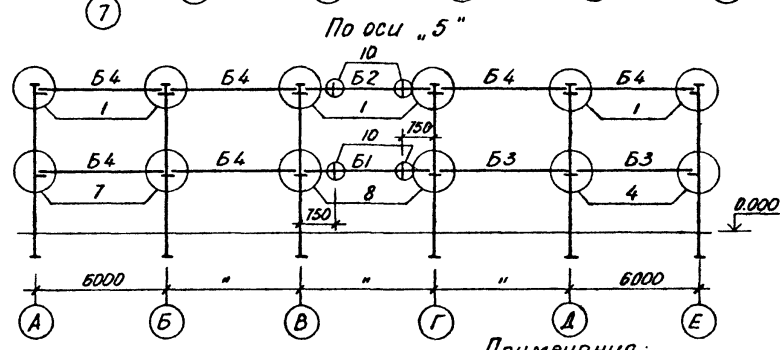 7
По оси „5"
10
Б4 Б4 Б2 Б4 Б4
1 1 1
10 750
Б4 Б4 Б1 Б3 Б3
7 8 4
750
0.000
6000 " " " 6000
А Б В Г Д Е
Примечания: